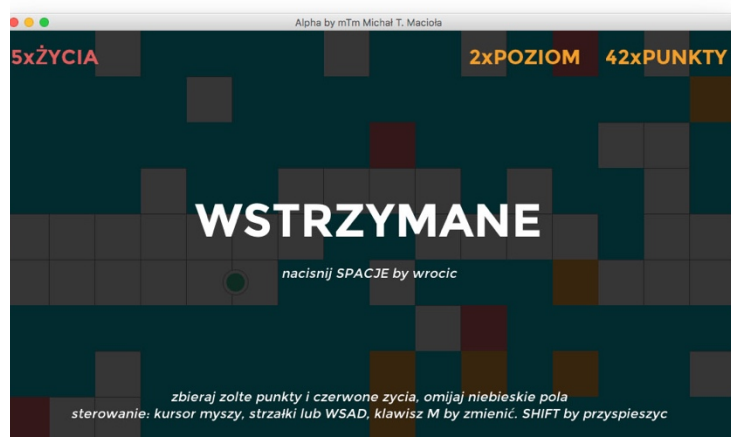 Alpha by mTm Michał T. Macioła
5xŻYCIA 2xPOZIOM 42xPUNKTY
WSTRZYMANE
nacisnij SPACJE by wrocic
zbieraj zolte punkty i czerwone zycia, omijaj niebieskie pola
sterowanie: kursor myszy, strzałki lub WSAD, klawisz M by zmienić. SHIFT by przyspieszyc